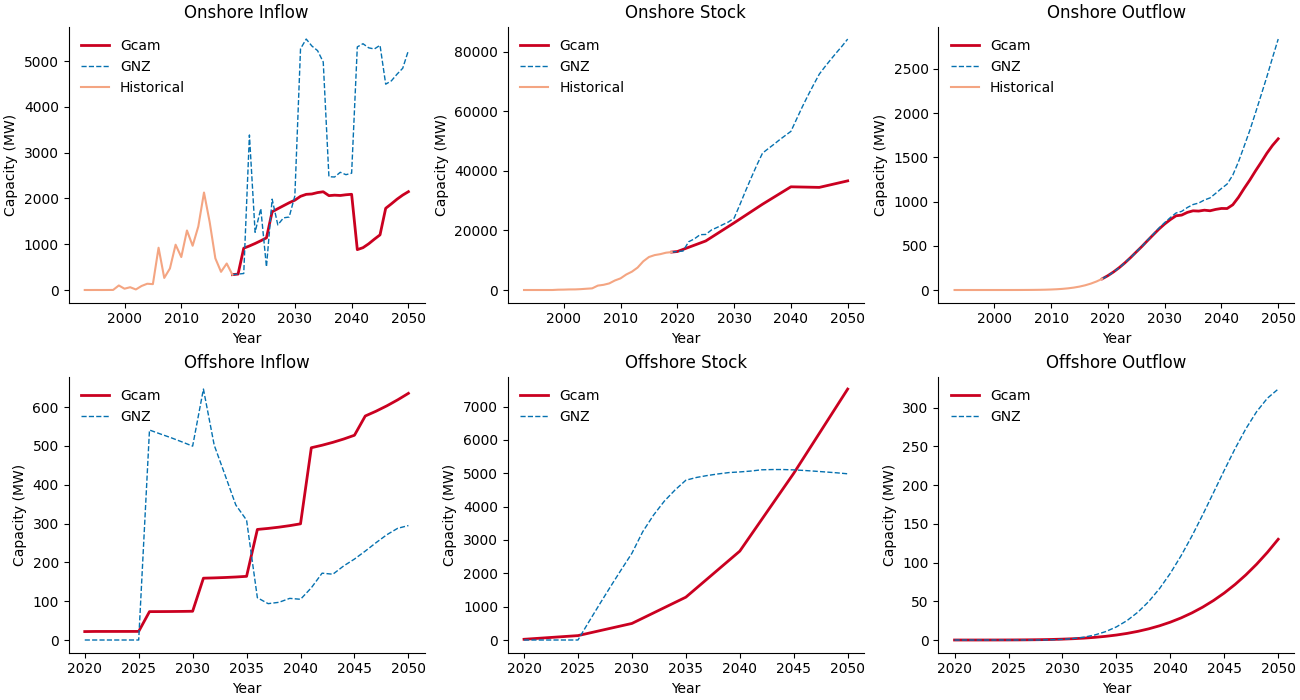 Onshore Inflow
Capacity (MW)
5000
4000
3000
2000
1000
0
Gcam
GNZ
Historical
2000 2010 2020 2030 2040 2050
Year
Onshore Stock
Capacity (MW)
80000
60000
40000
20000
0
Gcam
GNZ
Historical
2000 2010 2020 2030 2040 2050
Year
Onshore Outflow
Capacity (MW)
2500
2000
1500
1000
500
0
Gcam
GNZ
Historical
2000 2010 2020 2030 2040 2050
Year
Offshore Inflow
Capacity (MW)
600
500
400
300
200
100
0
Gcam
GNZ
2020 2025 2030 2035 2040 2045 2050
Year
Offshore Stock
Capacity (MW)
7000
6000
5000
4000
3000
2000
1000
0
Gcam
GNZ
2020 2025 2030 2035 2040 2045 2050
Year
Offshore Outflow
Capacity (MW)
300
250
200
150
100
50
0
Gcam
GNZ
2020 2025 2030 2035 2040 2045 2050
Year